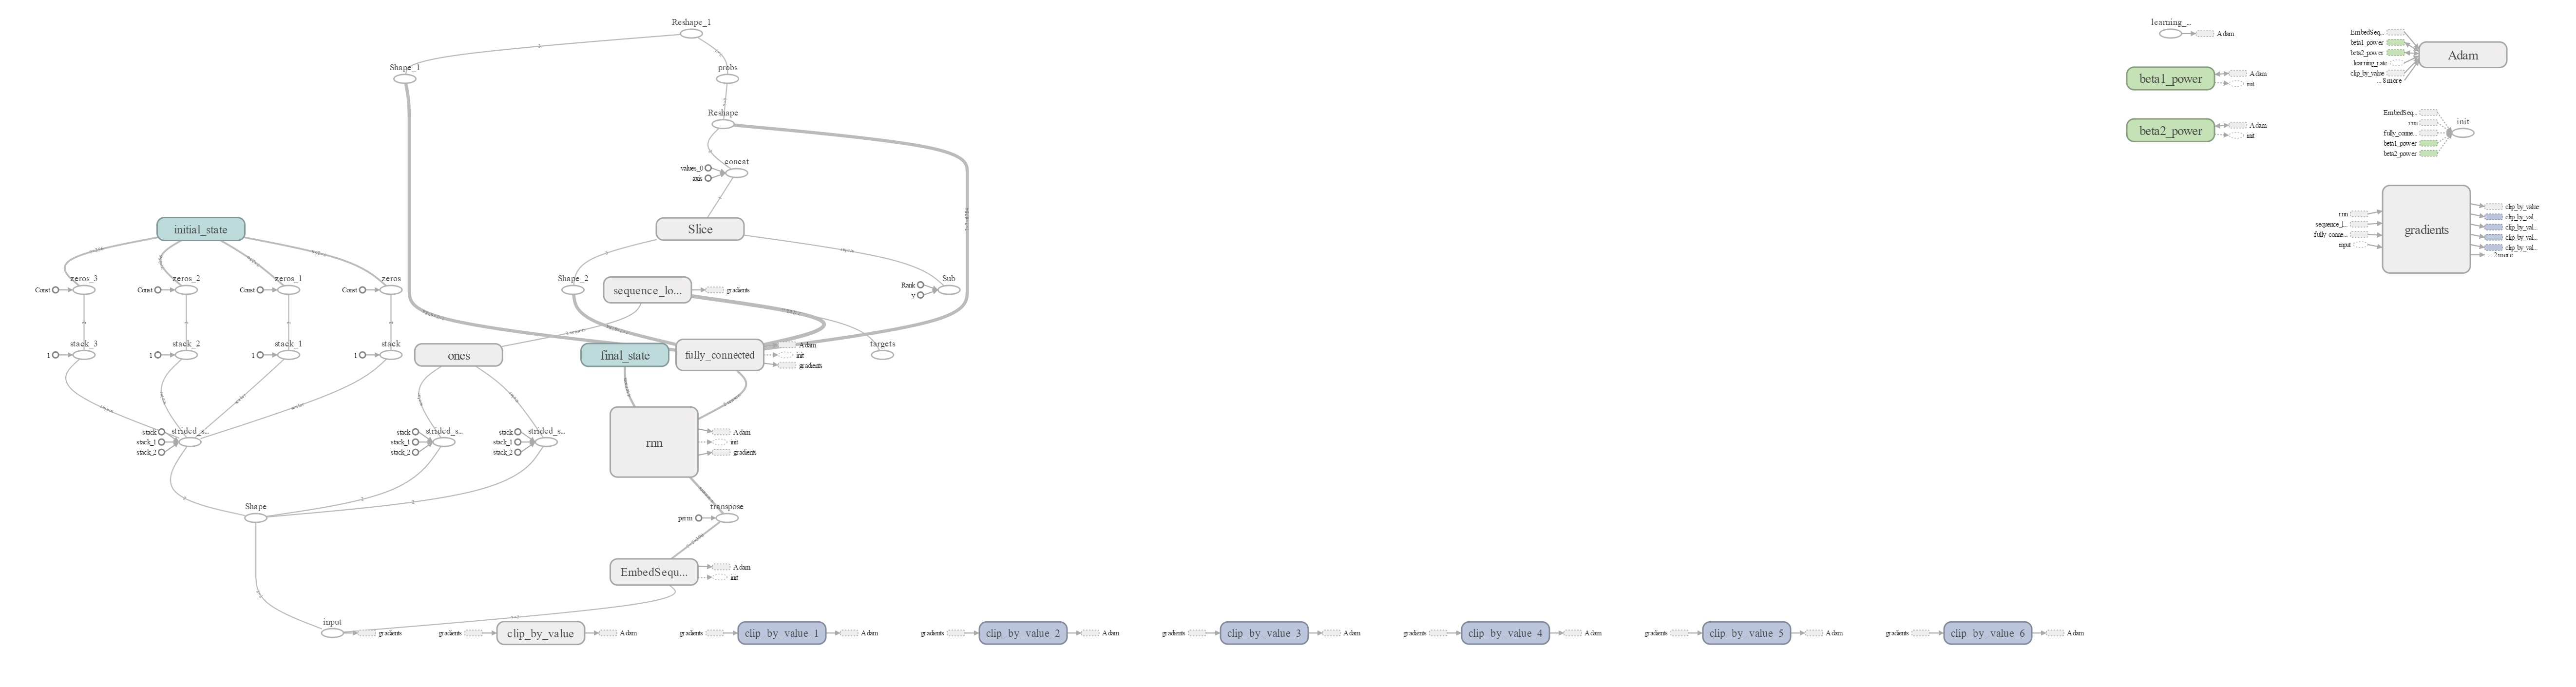 Reshape_1
Shape_1
probs
Reshape
concat
values_0
axis
initial_state
Slice
zeros_3
zeros_2
zeros_1
zeros
Shape_2
Sub
Const
Const
Const
Const
sequence_lo...
gradients
Rank
y
stack_3
stack_2
stack_1
stack
1
1
1
1
ones
final_state
fully_connected
Adam
init
gradients
targets
stack
stack_1
stack_2
strided_s...
stack
stack_1
stack_2
strided_s...
stack
stack_1
stack_2
strided_s...
rnn
Adam
init
gradients
Shape
perm
transpose
EmbedSequ...
Adam
init
input
gradients
gradients
clip_by_value
Adam
gradients
clip_by_value_1
Adam
gradients
clip_by_value_2
Adam
gradients
clip_by_value_3
Adam
gradients
clip_by_value_4
Adam
gradients
clip_by_value_5
Adam
gradients
clip_by_value_6
Adam
learning_...
Adam
beta1_power
Adam
init
beta2_power
Adam
init
EmbedSeq...
beta1_power
beta2_power
learning_rate
clip_by_value
... 8 more
Adam
EmbedSeq...
rnn
fully_conne...
beta1_power
beta2_power
init
rnn
sequence_l...
fully_conne...
input
gradients
clip_by_value
clip_by_val...
clip_by_val...
clip_by_val...
clip_by_val...
... 2 more